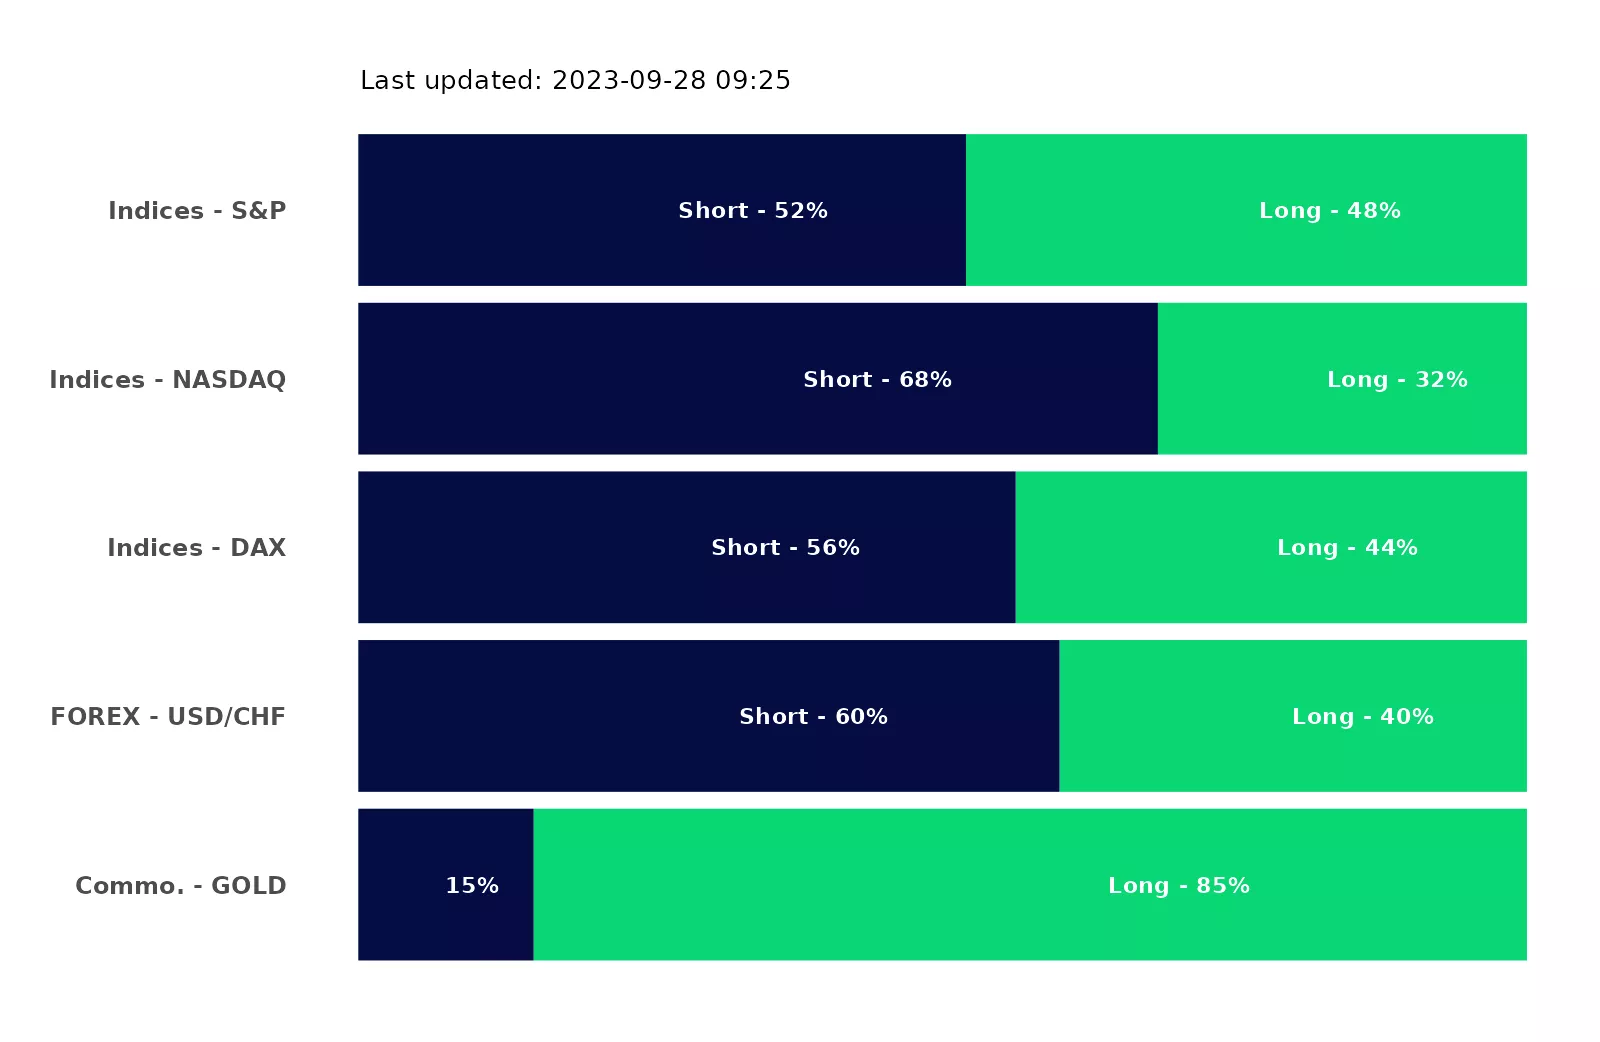 Last updated: 2023-09-28 09:25
Indices - S&P Short - 52% Long - 48%
Indices - NASDAQ Short - 68% Long - 32%
Indices - DAX Short - 56% Long - 44%
FOREX - USD/CHF Short - 60% Long - 40%
Commo. - GOLD 15% Long - 85%